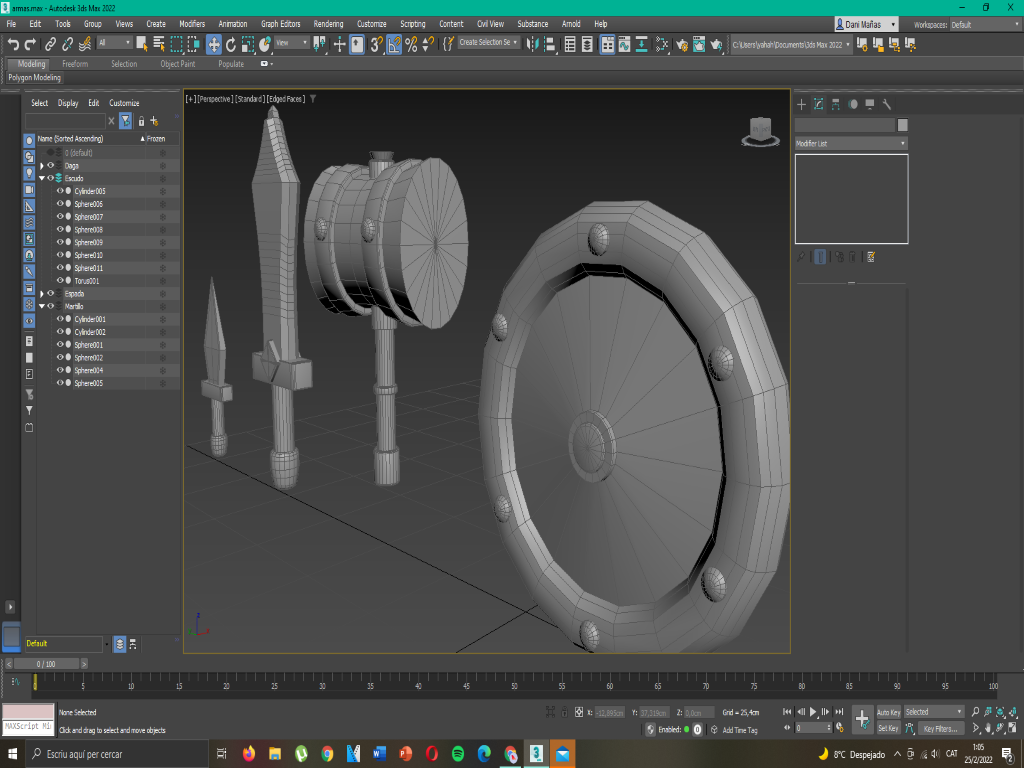 armas.max - Autodesk 3ds Max 2022
File Edit Tools Group Views Create Modifiers Animation Graph Editors Rendering Customize Scripting Content Civil View Substance Arnold Help
Dani Mañas Workspaces: Default
All View Create Selection Se C:\Users\yahah\Documents\3ds Max 2022
Modeling Freeform Selection Object Paint Populate
Polygon Modeling
[+] [Perspective] [Standard] [Edged Faces]
Select Display Edit Customize
Name (Sorted Ascending) Frozen
0 (default)
Daga
Escudo
Cylinder005
Sphere006
Sphere007
Sphere008
Sphere009
Sphere010
Sphere011
Torus001
Espada
Martillo
Cylinder001
Cylinder002
Sphere001
Sphere002
Sphere004
Sphere005
Modifier List
Default
0 / 100
0 5 10 15 20 25 30 35 40 45 50 55 60 65 70 75 80 85 90 95 100
None Selected
X: -12,893cm Y: 37,319cm Z: 0,0cm Grid = 25,4cm
Auto Key Selected
MAXScript Mi
Click and drag to select and move objects
Enabled: Add Time Tag
0 Set Key Key Filters...
Escriu aquí per cercar
8°C Despejado CAT
1:05
25/2/2022
2